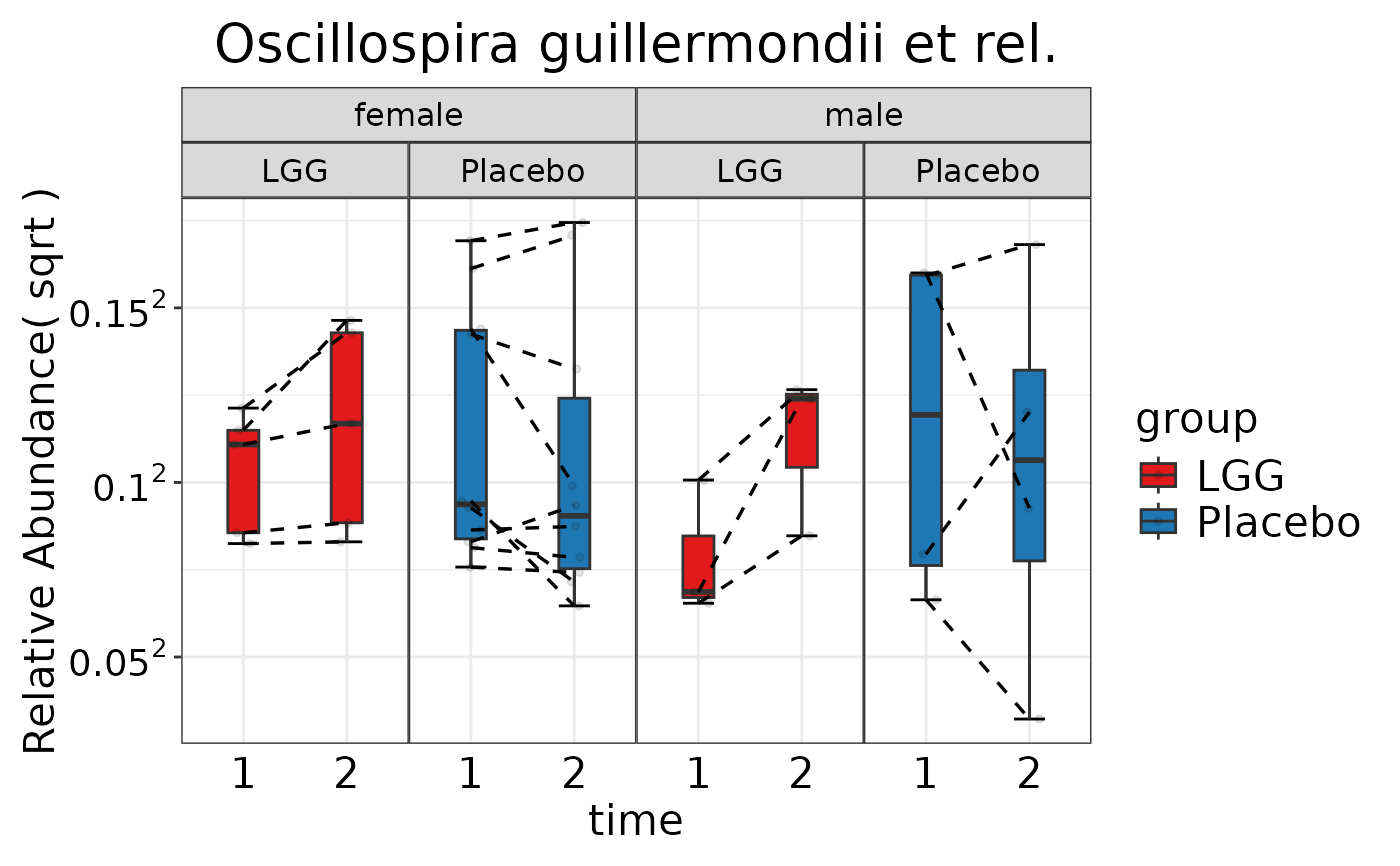 Oscillospira guillermondii et rel.
female
male
LGG
Placebo
LGG
Placebo
Relative Abundance( sqrt )
0.15²
0.1²
0.05²
1
2
1
2
1
2
1
2
time
group
LGG
Placebo